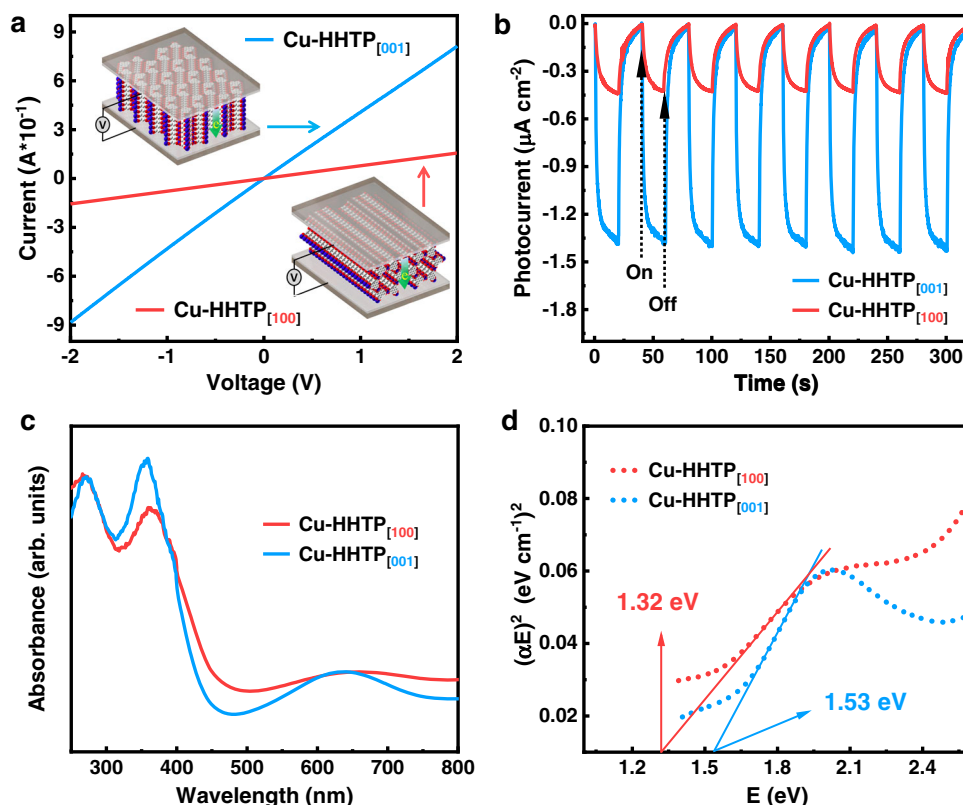 a
Cu-HHTP[001]
Cu-HHTP[100]
V
V
9
6
3
0
-3
-6
-9
Current (A*10⁻¹)
-2
-1
0
1
2
Voltage (V)
b
0.0
-0.3
-0.6
-0.9
-1.2
-1.5
-1.8
Photocurrent (μA cm⁻²)
On
Off
Cu-HHTP[001]
Cu-HHTP[100]
0
50
100
150
200
250
300
Time (s)
c
Absorbance (arb. units)
Cu-HHTP[100]
Cu-HHTP[001]
300
400
500
600
700
800
Wavelength (nm)
d
0.10
0.08
0.06
0.04
0.02
(αE)² (eV cm⁻¹)²
Cu-HHTP[100]
Cu-HHTP[001]
1.32 eV
1.53 eV
1.2
1.5
1.8
2.1
2.4
E (eV)